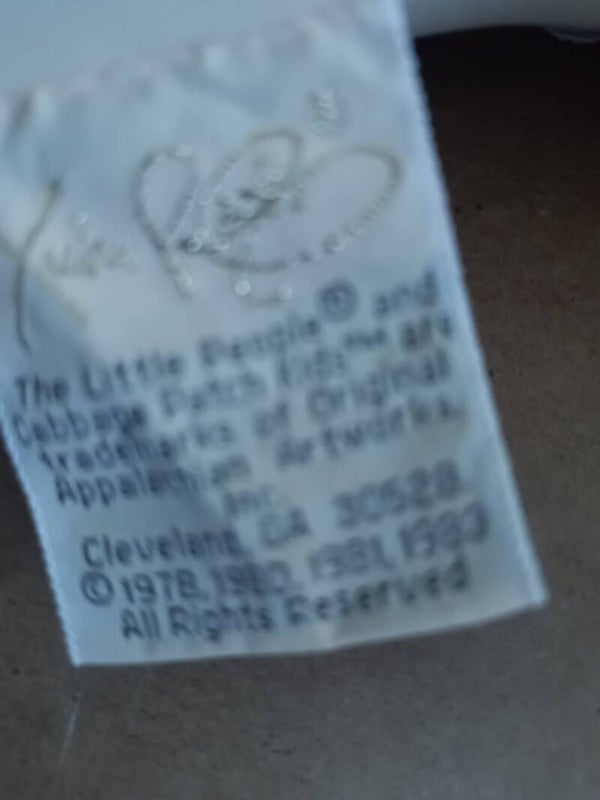 The Little People® and
Cabbage Patch Kids™ are
trademarks of Original
Appalachian Artworks,
Inc.
Cleveland, GA 30528.
© 1978, 1980, 1981, 1983
All Rights Reserved